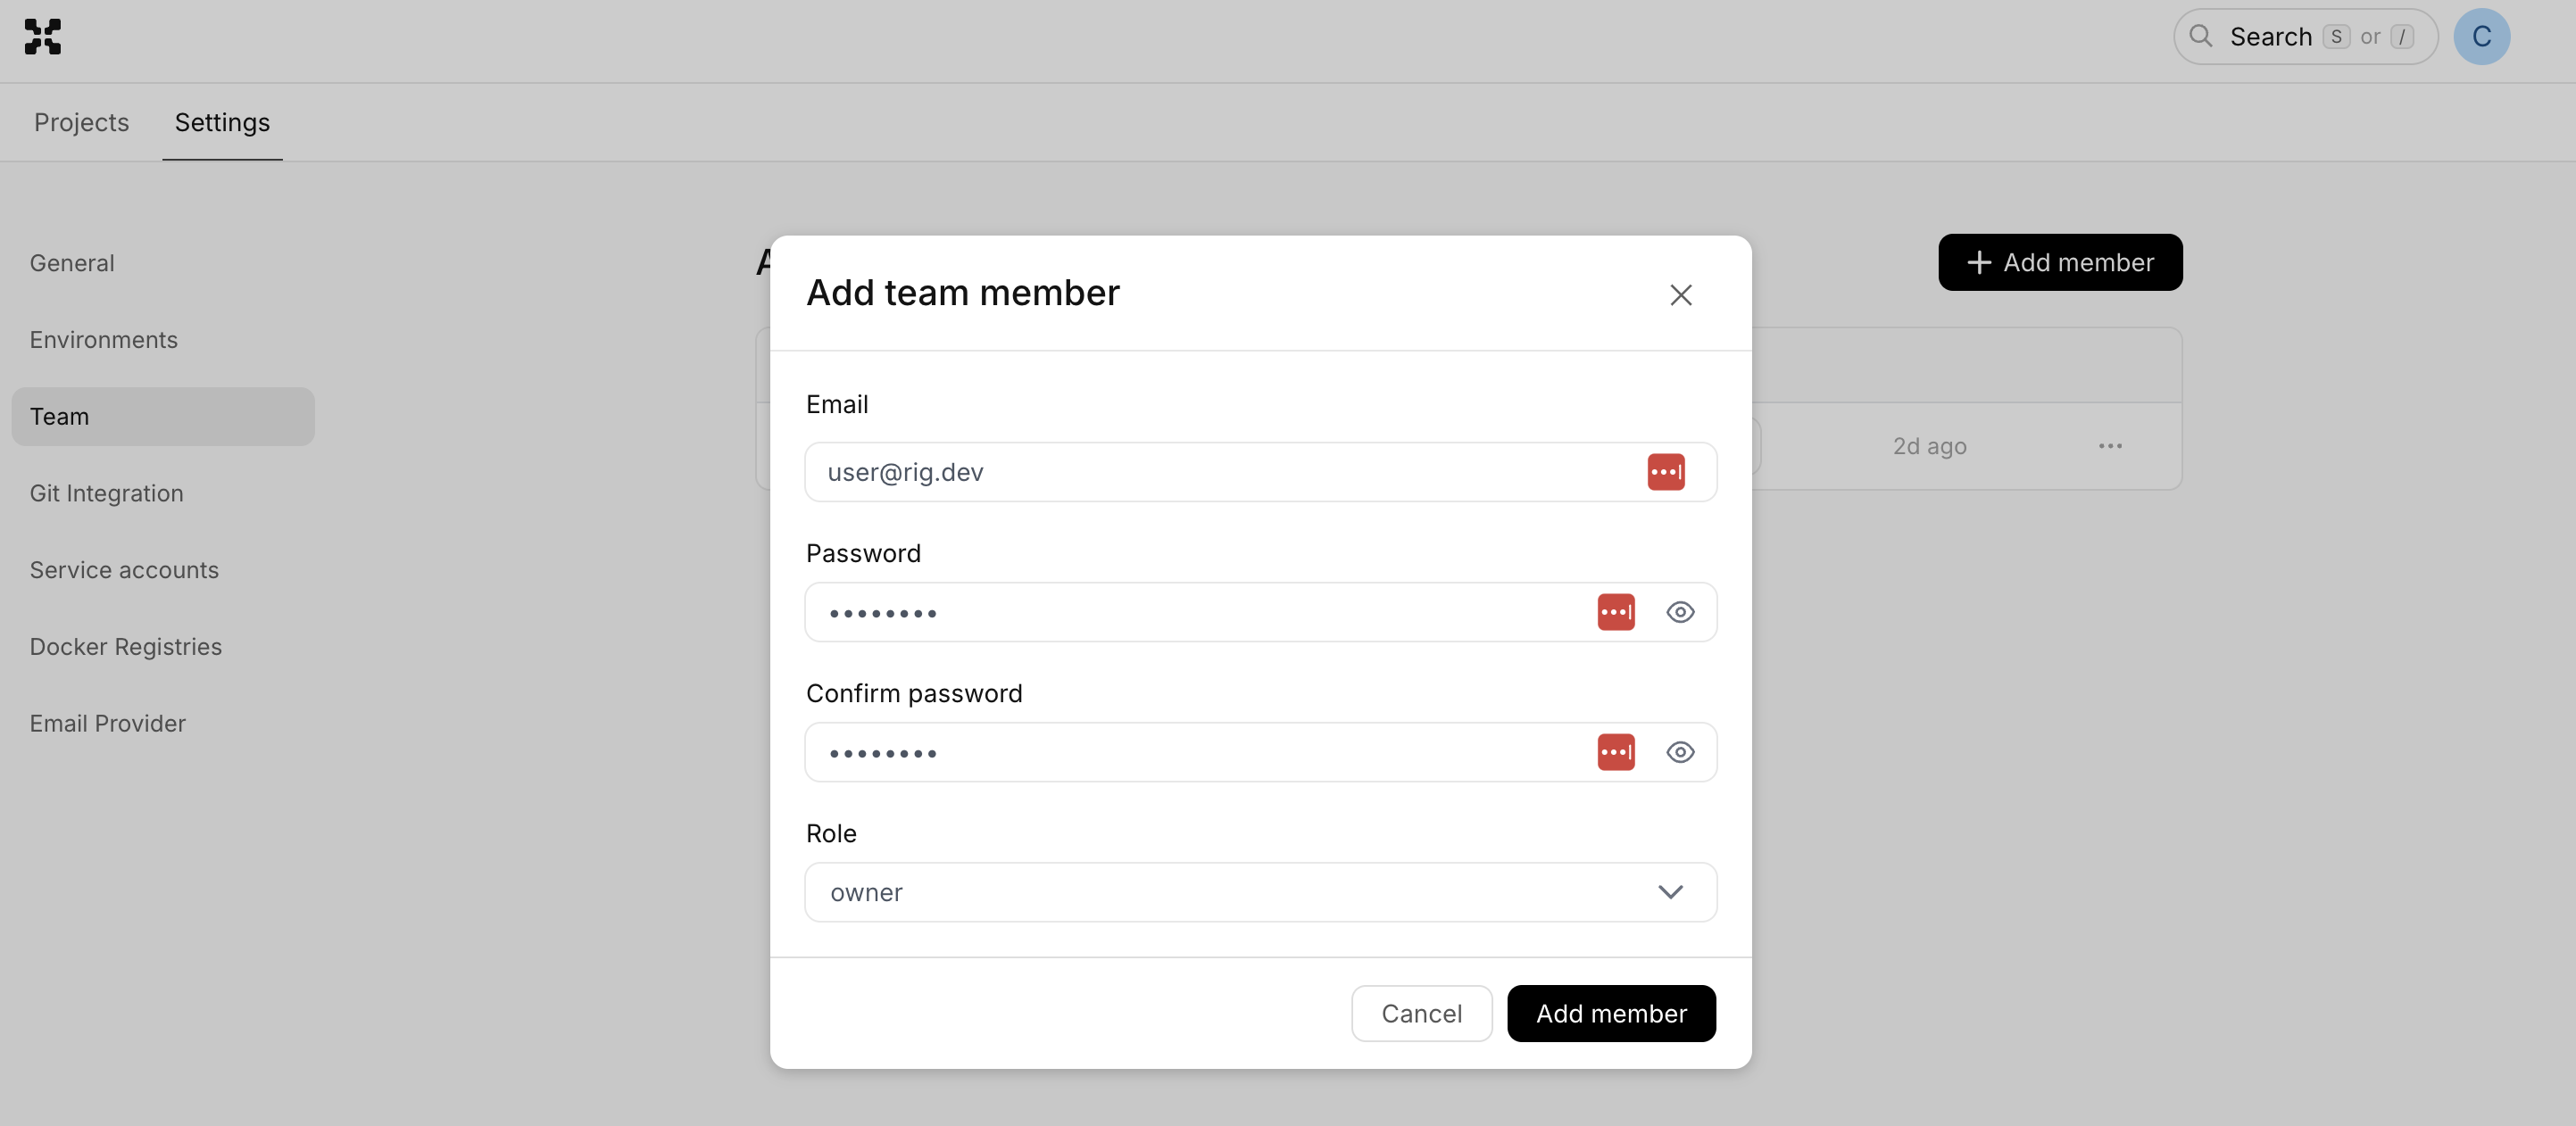 Search S or /
C
Projects Settings
General
Environments
Team
Git Integration
Service accounts
Docker Registries
Email Provider
+ Add member
2d ago
Add team member
Email
user@rig.dev
Password
Confirm password
Role
owner
Cancel
Add member